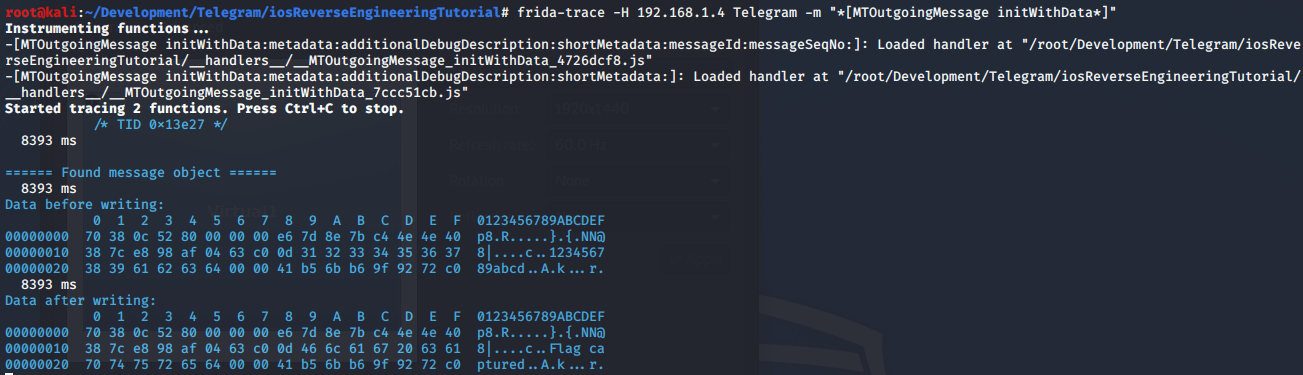 root@kali:~/Development/Telegram/iosReverseEngineeringTutorial# frida-trace -H 192.168.1.4 Telegram -m "*[MTOutgoingMessage initWithData*]"
Instrumenting functions...
-[MTOutgoingMessage initWithData:metadata:additionalDebugDescription:shortMetadata:messageId:messageSeqNo:]: Loaded handler at "/root/Development/Telegram/iosReve
rseEngineeringTutorial/__handlers__/__MTOutgoingMessage_initWithData_4726dcf8.js"
-[MTOutgoingMessage initWithData:metadata:additionalDebugDescription:shortMetadata:]: Loaded handler at "/root/Development/Telegram/iosReverseEngineeringTutorial/
__handlers__/__MTOutgoingMessage_initWithData_7ccc51cb.js"
Started tracing 2 functions. Press Ctrl+C to stop.
/* TID 0×13e27 */
8393 ms
====== Found message object ======
8393 ms
Data before writing:
0 1 2 3 4 5 6 7 8 9 A B C D E F 0123456789ABCDEF
00000000 70 38 0c 52 80 00 00 00 e6 7d 8e 7b c4 4e 4e 40 p8.R.....}.{.NN@
00000010 38 7c e8 98 af 04 63 c0 0d 31 32 33 34 35 36 37 8|....c..1234567
00000020 38 39 61 62 63 64 00 00 41 b5 6b b6 9f 92 72 c0 89abcd..A.k...r.
8393 ms
Data after writing:
0 1 2 3 4 5 6 7 8 9 A B C D E F 0123456789ABCDEF
00000000 70 38 0c 52 80 00 00 00 e6 7d 8e 7b c4 4e 4e 40 p8.R.....}.{.NN@
00000010 38 7c e8 98 af 04 63 c0 0d 46 6c 61 67 20 63 61 8|....c..Flag ca
00000020 70 74 75 72 65 64 00 00 41 b5 6b b6 9f 92 72 c0 ptured..A.k...r.